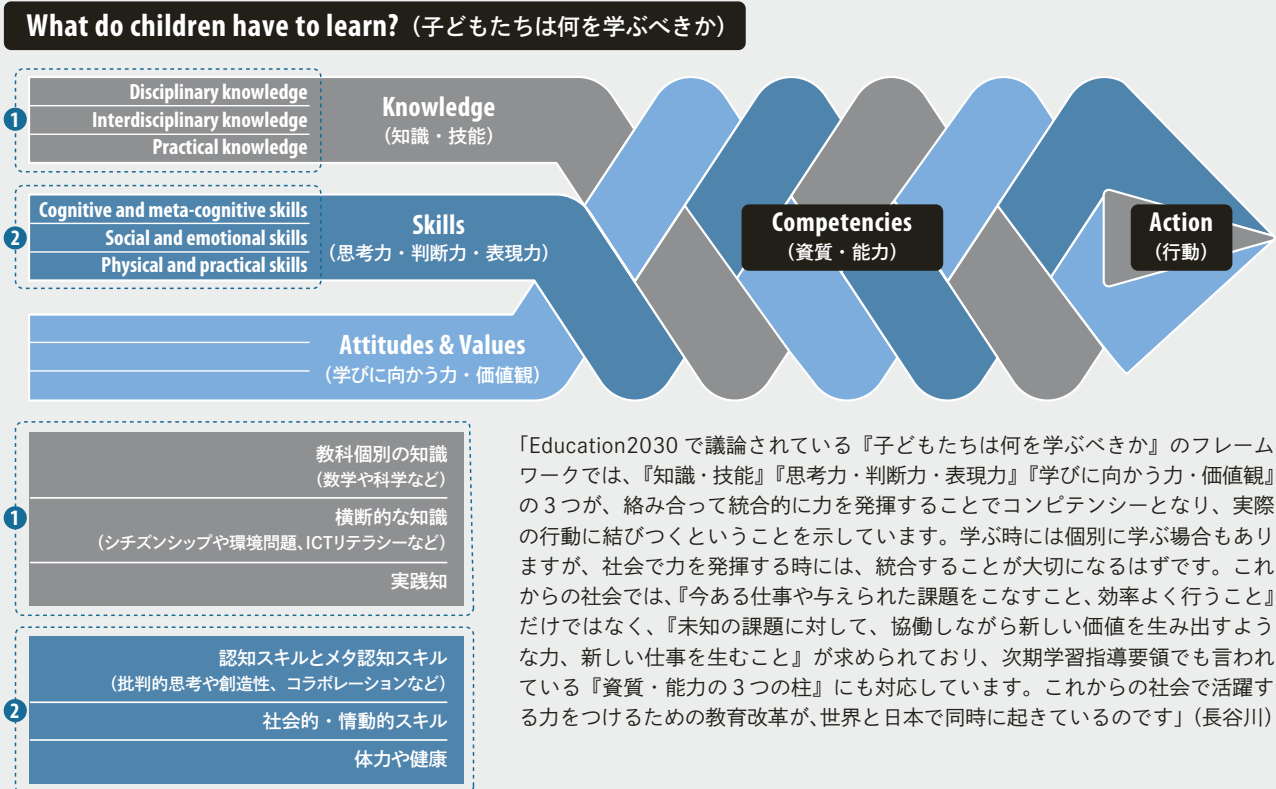 What do children have to learn?（子どもたちは何を学ぶべきか）
1
Disciplinary knowledge
Interdisciplinary knowledge
Practical knowledge
Knowledge
（知識・技能）
2
Cognitive and meta-cognitive skills
Social and emotional skills
Physical and practical skills
Skills
（思考力・判断力・表現力）
Attitudes & Values
（学びに向かう力・価値観）
Competencies
（資質・能力）
Action
（行動）
1
教科個別の知識
（数学や科学など）
横断的な知識
（シチズンシップや環境問題、ICTリテラシーなど）
実践知
2
認知スキルとメタ認知スキル
（批判的思考や創造性、コラボレーションなど）
社会的・情動的スキル
体力や健康
「Education2030 で議論されている『子どもたちは何を学ぶべきか』のフレーム
ワークでは、『知識・技能』『思考力・判断力・表現力』『学びに向かう力・価値観』
の３つが、絡み合って統合的に力を発揮することでコンピテンシーとなり、実際
の行動に結びつくということを示しています。学ぶ時には個別に学ぶ場合もあり
ますが、社会で力を発揮する時には、統合することが大切になるはずです。これ
からの社会では、『今ある仕事や与えられた課題をこなすこと、効率よく行うこと』
だけではなく、『未知の課題に対して、協働しながら新しい価値を生み出すよう
な力、新しい仕事を生むこと』が求められており、次期学習指導要領でも言われ
ている『資質・能力の３つの柱』にも対応しています。これからの社会で活躍す
る力をつけるための教育改革が、世界と日本で同時に起きているのです」（長谷川）